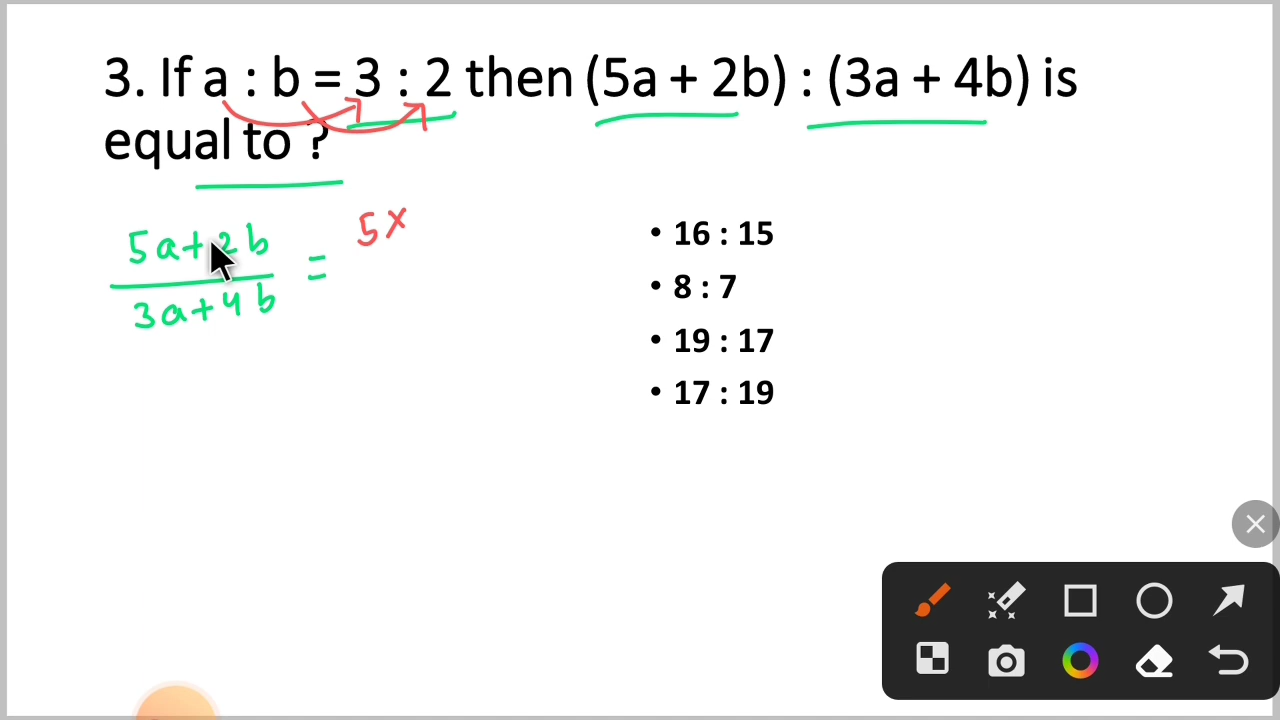 3. If a : b = 3 : 2 then (5a + 2b) : (3a + 4b) is
equal to ?
5a+2b
3a+4b
=
5×
• 16 : 15
• 8 : 7
• 19 : 17
• 17 : 19